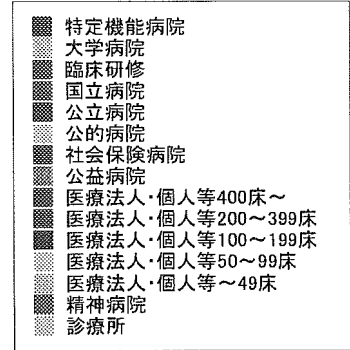 特定機能病院
大学病院
臨床研修
国立病院
公立病院
公的病院
社会保険病院
公益病院
医療法人･個人等400床～
医療法人･個人等200～399床
医療法人･個人等100～199床
医療法人･個人等50～99床
医療法人･個人等～49床
精神病院
診療所